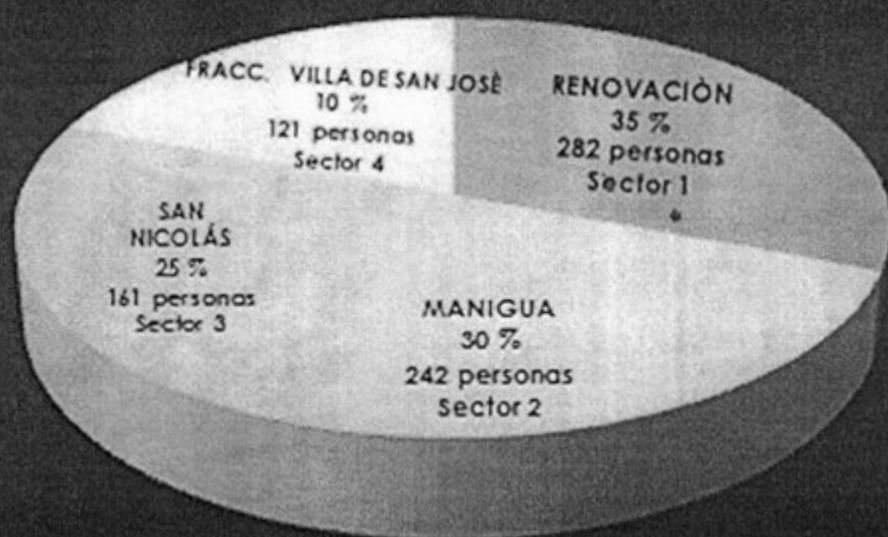 FRACC. VILLA DE SAN JOSÈ
10 %
121 personas
Sector 4
RENOVACIÒN
35 %
282 personas
Sector 1
SAN
NICOLÁS
25 %
161 personas
Sector 3
MANIGUA
30 %
242 personas
Sector 2